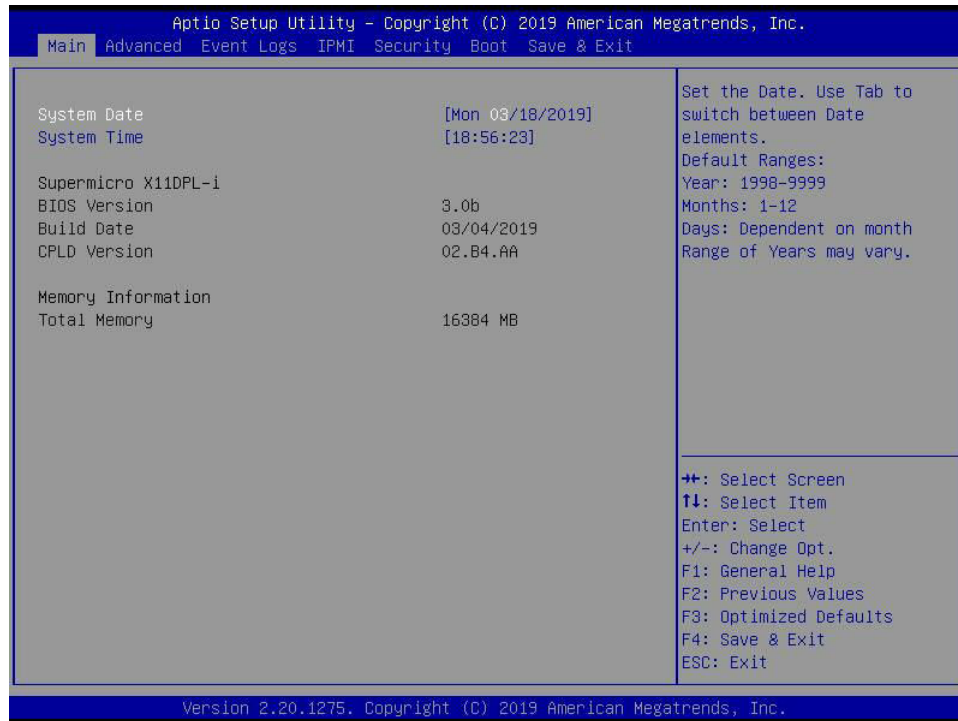 Aptio Setup Utility – Copyright (C) 2019 American Megatrends, Inc.
Main Advanced Event Logs IPMI Security Boot Save & Exit
System Date [Mon 03/18/2019]
System Time [18:56:23]
Supermicro X11DPL-i
BIOS Version 3.0b
Build Date 03/04/2019
CPLD Version 02.B4.AA
Memory Information
Total Memory 16384 MB
Set the Date. Use Tab to
switch between Date
elements.
Default Ranges:
Year: 1998-9999
Months: 1-12
Days: Dependent on month
Range of Years may vary.
→←: Select Screen
↑↓: Select Item
Enter: Select
+/-: Change Opt.
F1: General Help
F2: Previous Values
F3: Optimized Defaults
F4: Save & Exit
ESC: Exit
Version 2.20.1275. Copyright (C) 2019 American Megatrends, Inc.